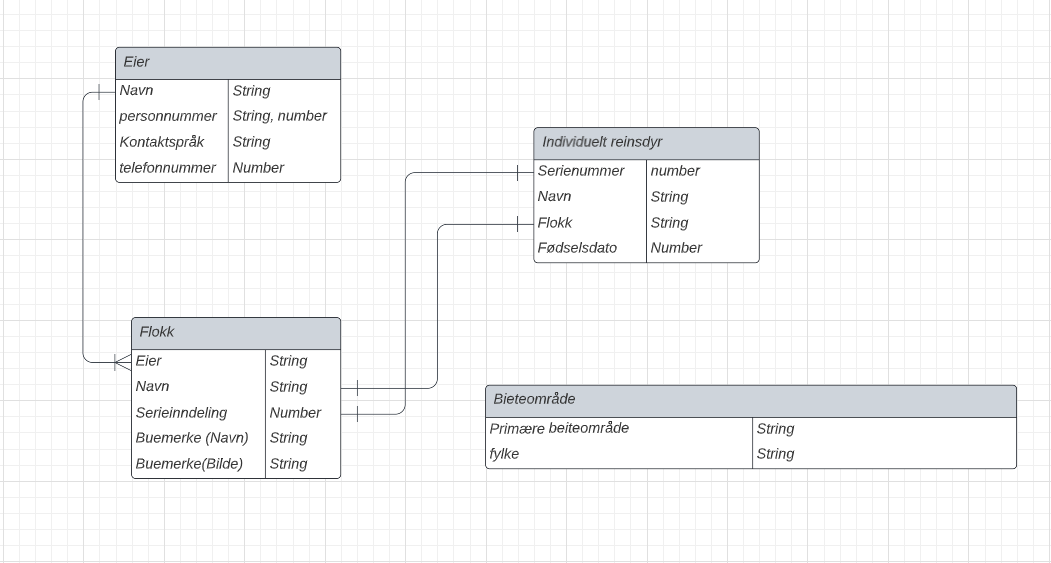 Eier
Navn String
personnummer String, number
Kontaktspråk String
telefonnummer Number
Individuelt reinsdyr
Serienummer number
Navn String
Flokk String
Fødselsdato Number
Flokk
Eier String
Navn String
Serieinndeling Number
Buemerke (Navn) String
Buemerke(Bilde) String
Bieteområde
Primære beiteområde String
fylke String